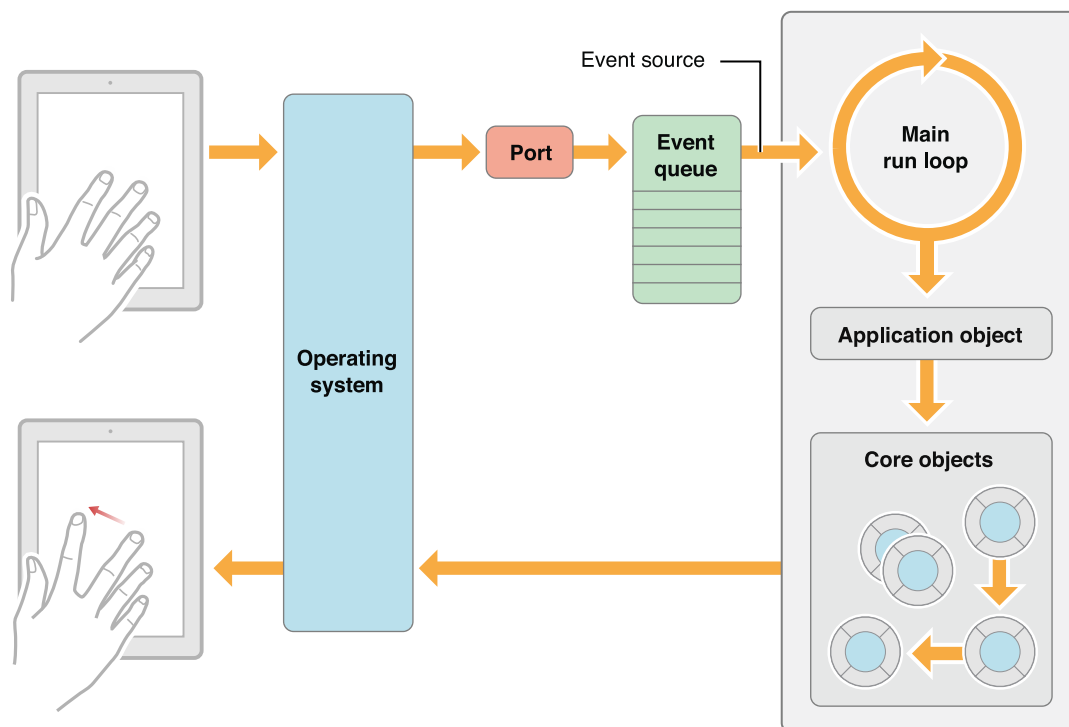 Event source
Main
run loop
Port
Event
queue
Application object
Operating
system
Core objects